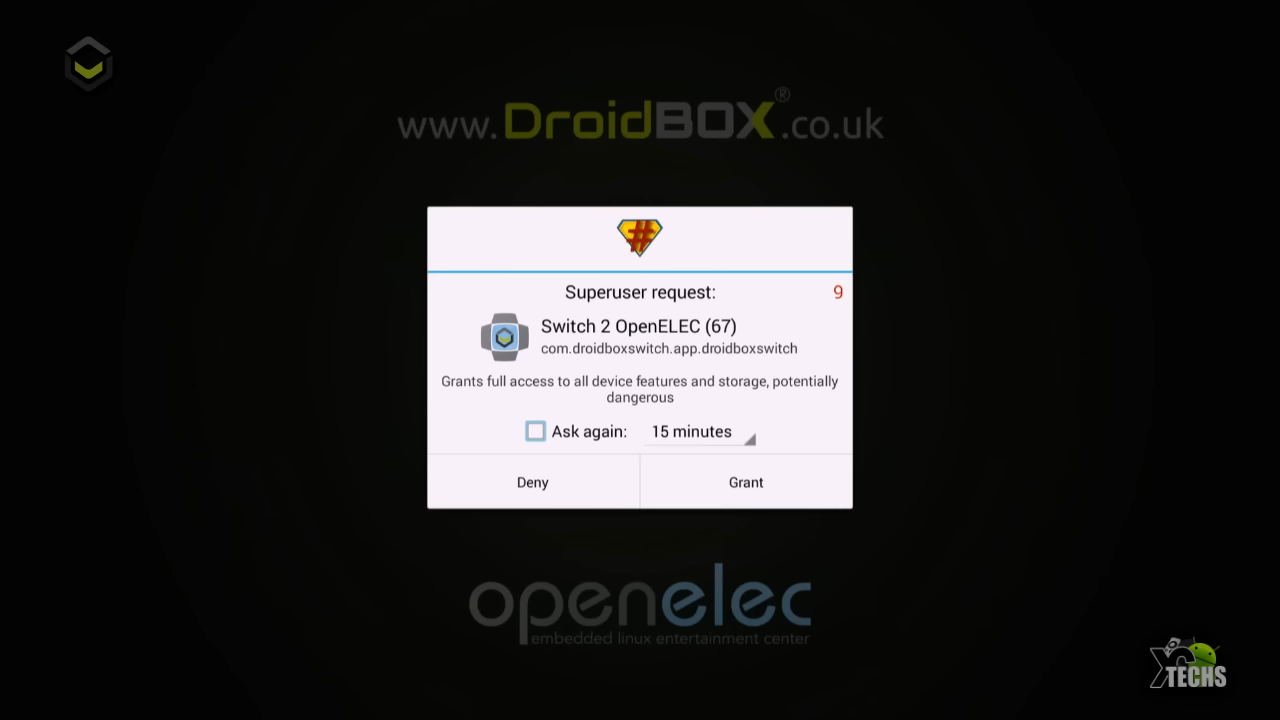 www.DroidBOX®.co.uk
#
Superuser request:
9
Switch 2 OpenELEC (67)
com.droidboxswitch.app.droidboxswitch
Grants full access to all device features and storage, potentially
dangerous
Ask again:
15 minutes
Deny
Grant
openelec
embedded linux entertainment center
TECHS